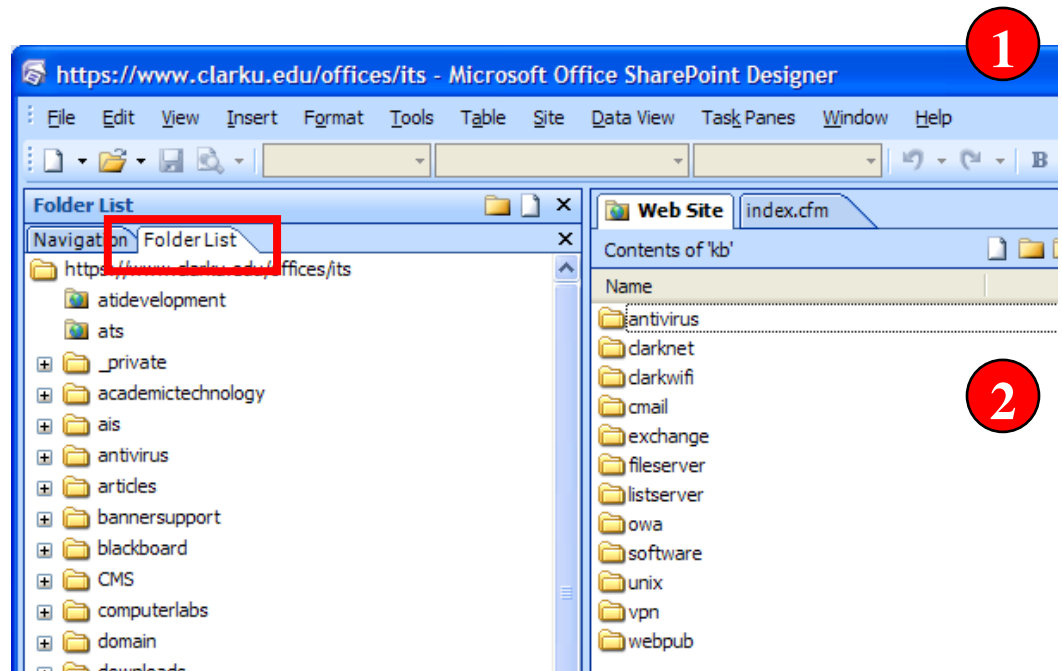 1
https://www.clarku.edu/offices/its - Microsoft Office SharePoint Designer
File Edit View Insert Format Tools Table Site Data View Task Panes Window Help
B
Folder List
Navigation Folder List
https://www.clarku.edu/offices/its
atidevelopment
ats
_private
academictechnology
ais
antivirus
articles
bannersupport
blackboard
CMS
computerlabs
domain
downloads
Web Site index.cfm
Contents of 'kb'
Name
antivirus
clarknet
clarkwifi
cmail
exchange
fileserver
listserver
owa
software
unix
vpn
webpub
2